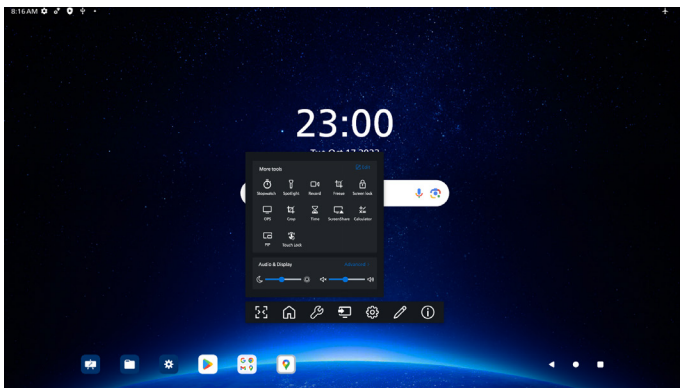 8:16 AM
23:00
Tue Oct 17 2023
More tools
Edit
Stopwatch Spotlight Record Freeze Screen lock
OPS Crop Time ScreenShare Calculator
PIP Touch Lock
Audio & Display
Advanced